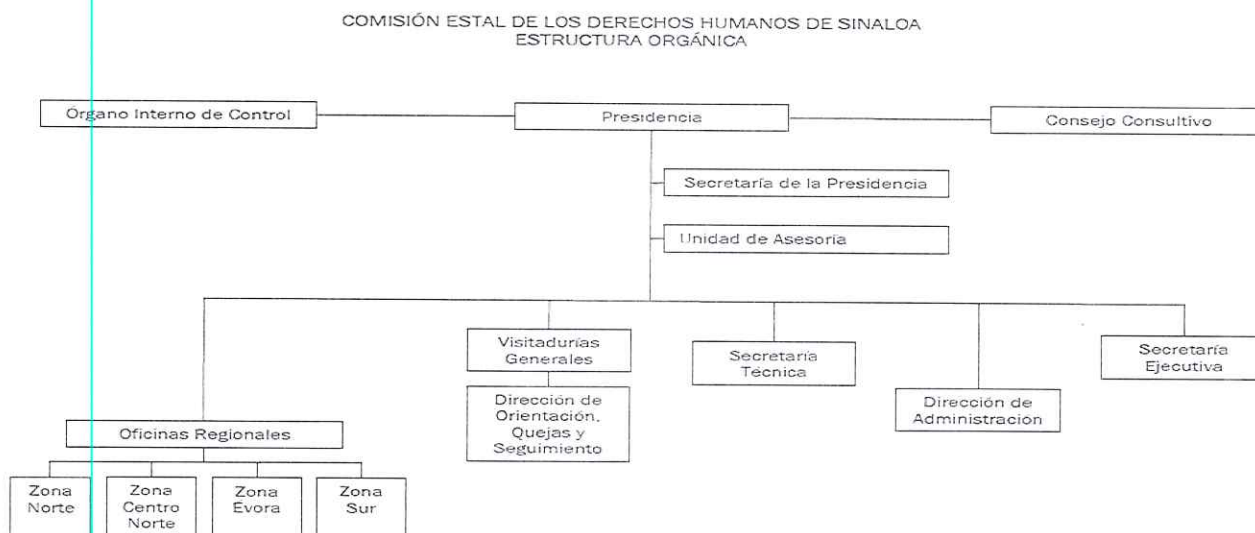 COMISIÓN ESTAL DE LOS DERECHOS HUMANOS DE SINALOA
ESTRUCTURA ORGÁNICA
Órgano Interno de Control
Presidencia
Consejo Consultivo
Secretaría de la Presidencia
Unidad de Asesoría
Visitadurías
Generales
Secretaría
Técnica
Secretaría
Ejecutiva
Dirección de
Orientación,
Quejas y
Seguimiento
Dirección de
Administración
Oficinas Regionales
Zona
Norte
Zona
Centro
Norte
Zona
Évora
Zona
Sur